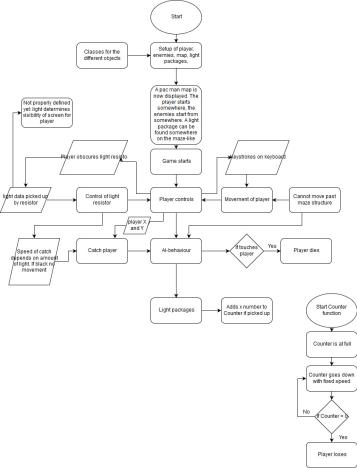 Start
Classes for the
different objects
Setup of player,
enemies, map, light
packages.
Not properly defined
yet: light determines
visibility of screen for
player
A pac man map is
now displayed. The
player starts
somewhere, the
enemies start from
somewhere. A light
package can be
found somewhere
on the maze-like
Player obscures light resistor
Game starts
keystrokes on keyboard
light data picked up
by resistor
Control of light
resistor
Player controls
Movement of player
Cannot move past
maze structure
player X
and Y
Speed of catch
depends on amount
of light. If black no
movement
Catch player
AI-behaviour
If touches
player
Yes
Player dies
Light packages
Adds x number to
Counter if picked up
Start Counter
function
Counter is at full
Counter goes down
with fixed speed
No
If Counter = 0
Yes
Player loses